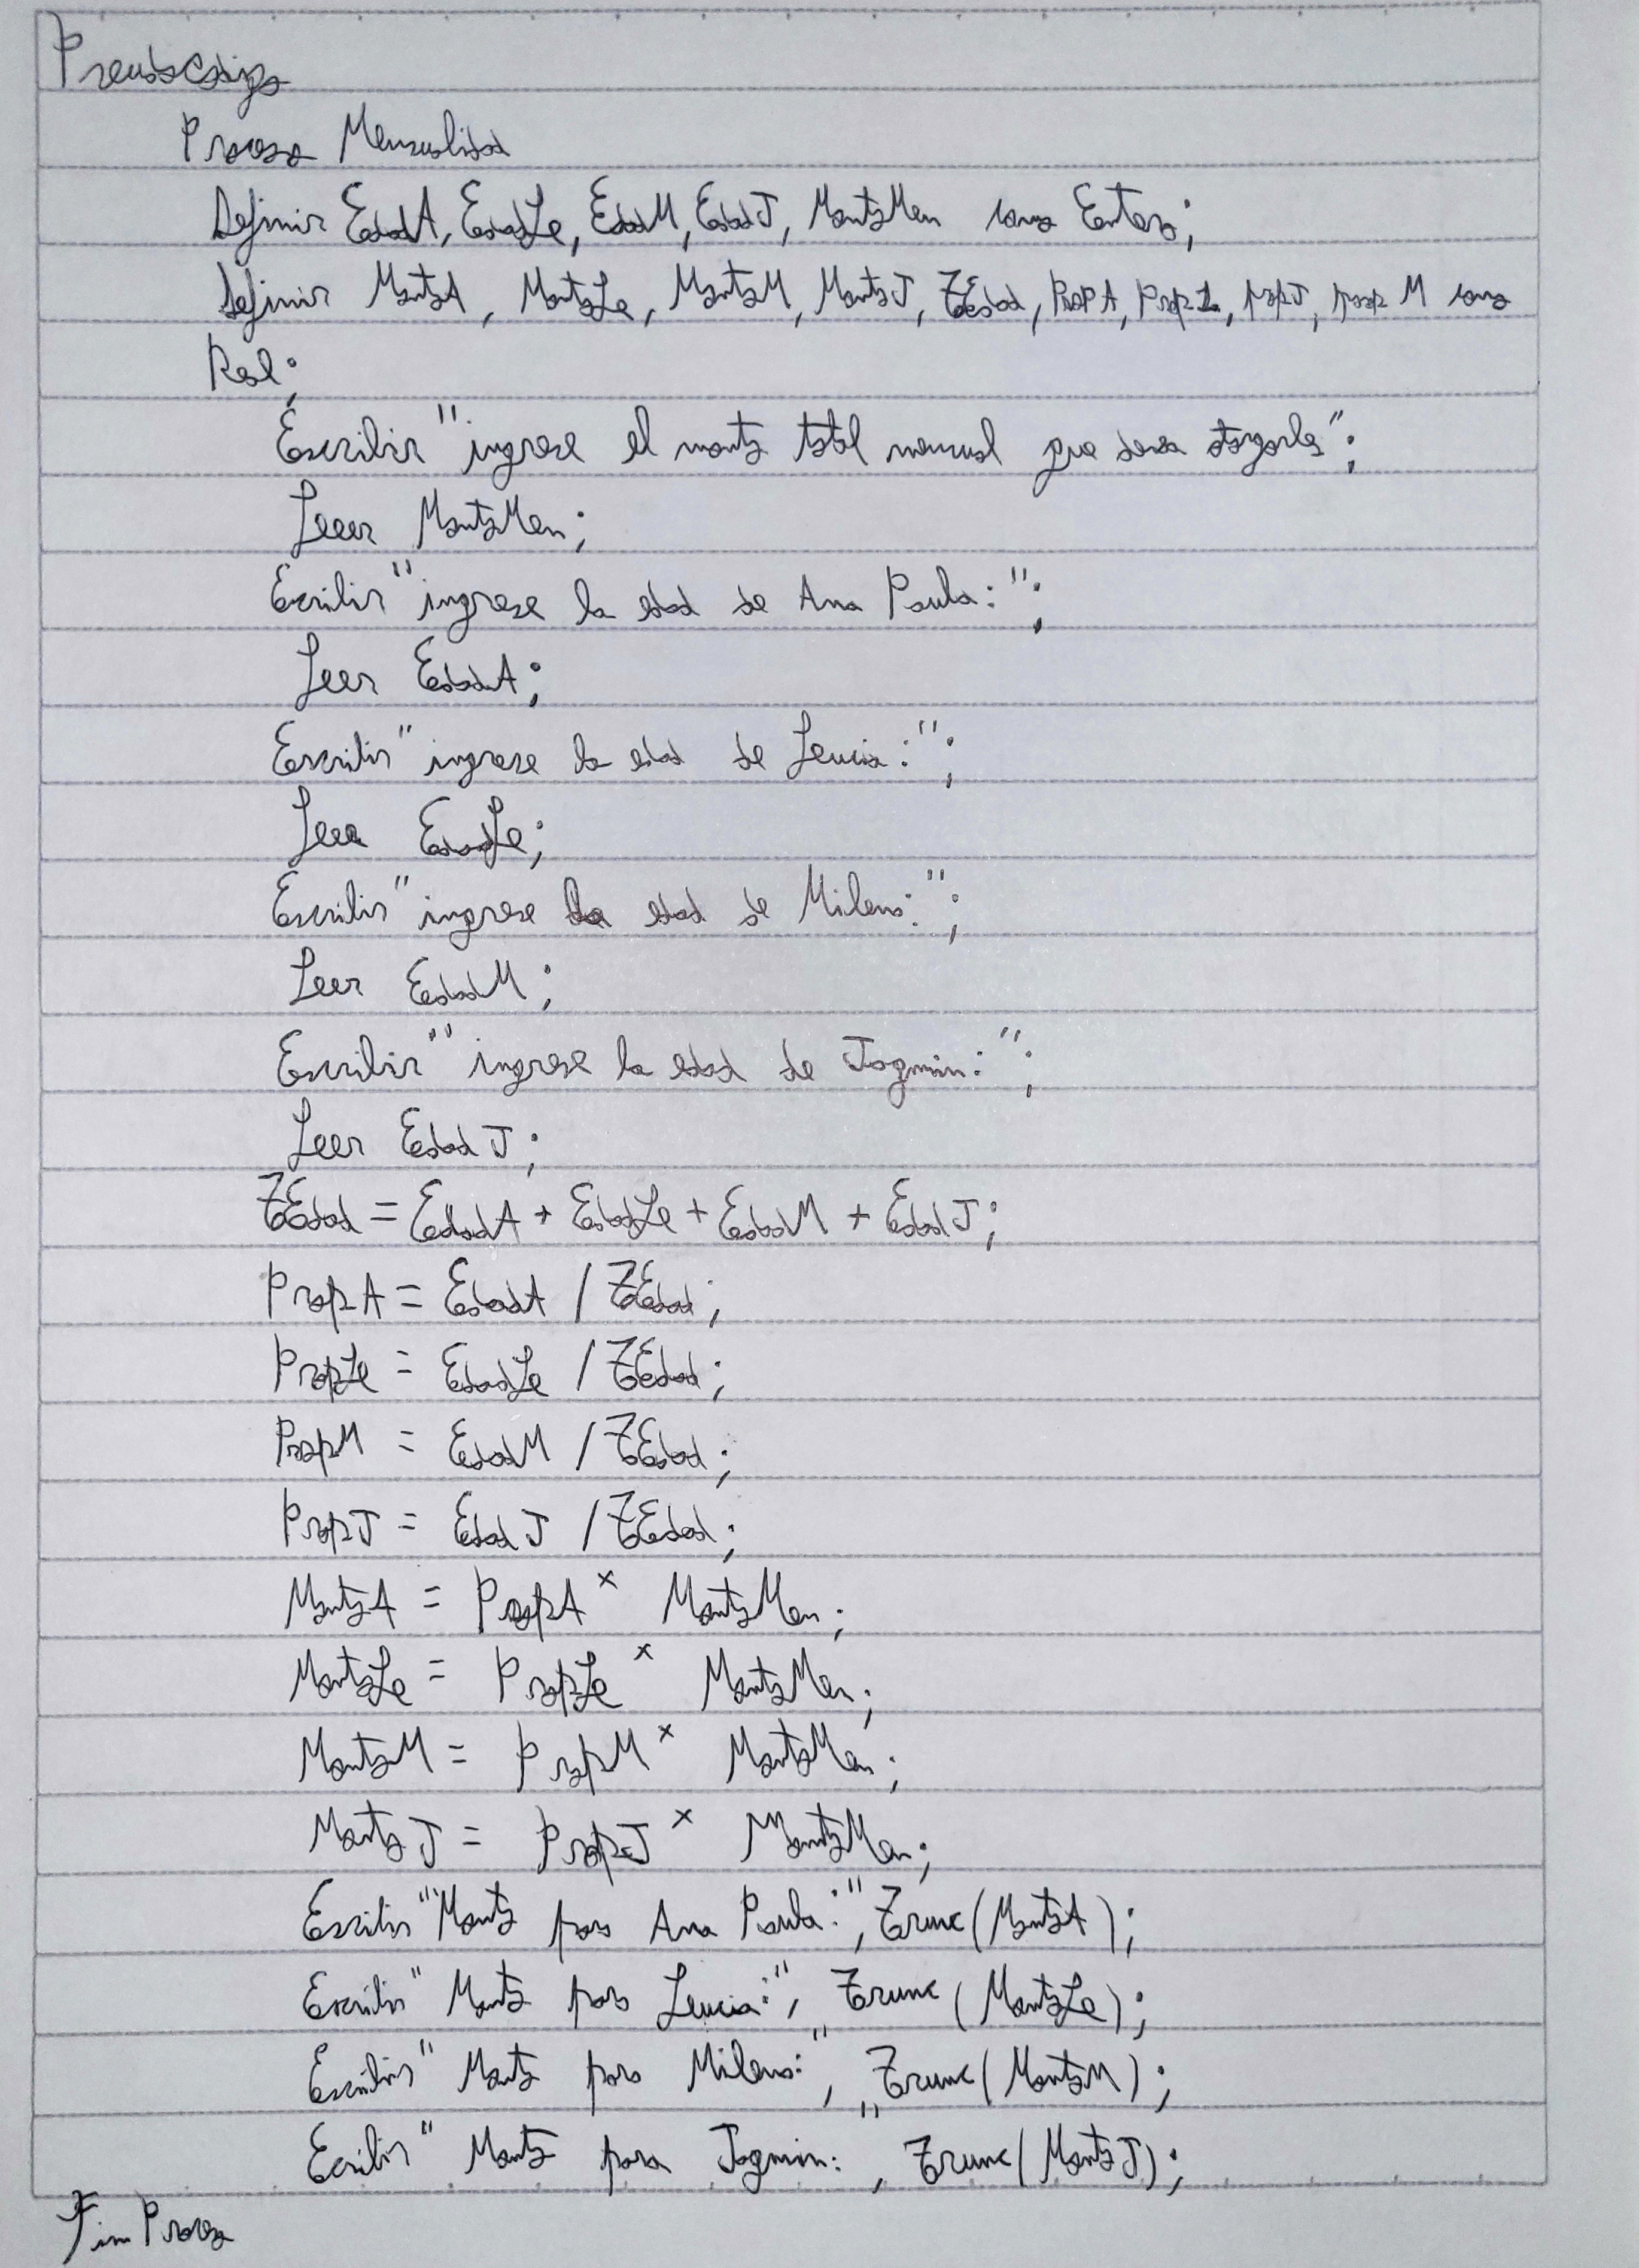 Pseudocódigo
Proceso Mensualidad
Definir EdadA, EdadLe, EdadM, EdadJ, MontoMen como Entero;
Definir MontoA, MontoLe, MontoM, MontoJ, TEdad, PropA, PropL, propJ, propM como
Real;
Escribir "ingrese el monto total mensual que desea otorgarle";
Leer MontoMen;
Escribir "ingrese la edad de Ana Paula:";
Leer EdadA;
Escribir "ingrese la edad de Leucia:";
Leer EdadLe;
Escribir "ingrese la edad de Milena:";
Leer EdadM;
Escribir "ingrese la edad de :";
Leer EdadJ;
TEdad = EdadA + EdadLe + EdadM + EdadJ;
PropA = EdadA / TEdad;
PropLe = EdadLe / TEdad;
PropM = EdadM / TEdad;
PropJ = EdadJ / TEdad;
MontoA = PropA * MontoMen;
MontoLe = PropLe * MontoMen;
MontoM = PropM * MontoMen;
MontoJ = PropJ * MontoMen;
Escribir "Monto para Ana Paula:", Trunc(MontoA);
Escribir "Monto para Leucia:", Trunc(MontoLe);
Escribir "Monto para Milena:", Trunc(MontoM);
Escribir "Monto para :", Trunc(MontoJ);
Fin Proceso